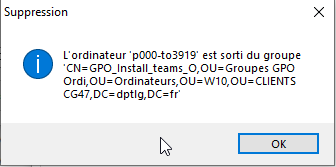 Suppression
L'ordinateur 'p000-to3919' est sorti du groupe
'CN=GPO_Install_teams_O,OU=Groupes GPO
Ordi,OU=Ordinateurs,OU=W10,OU=CLIENTS
CG47,DC=dptlg,DC=fr'
OK